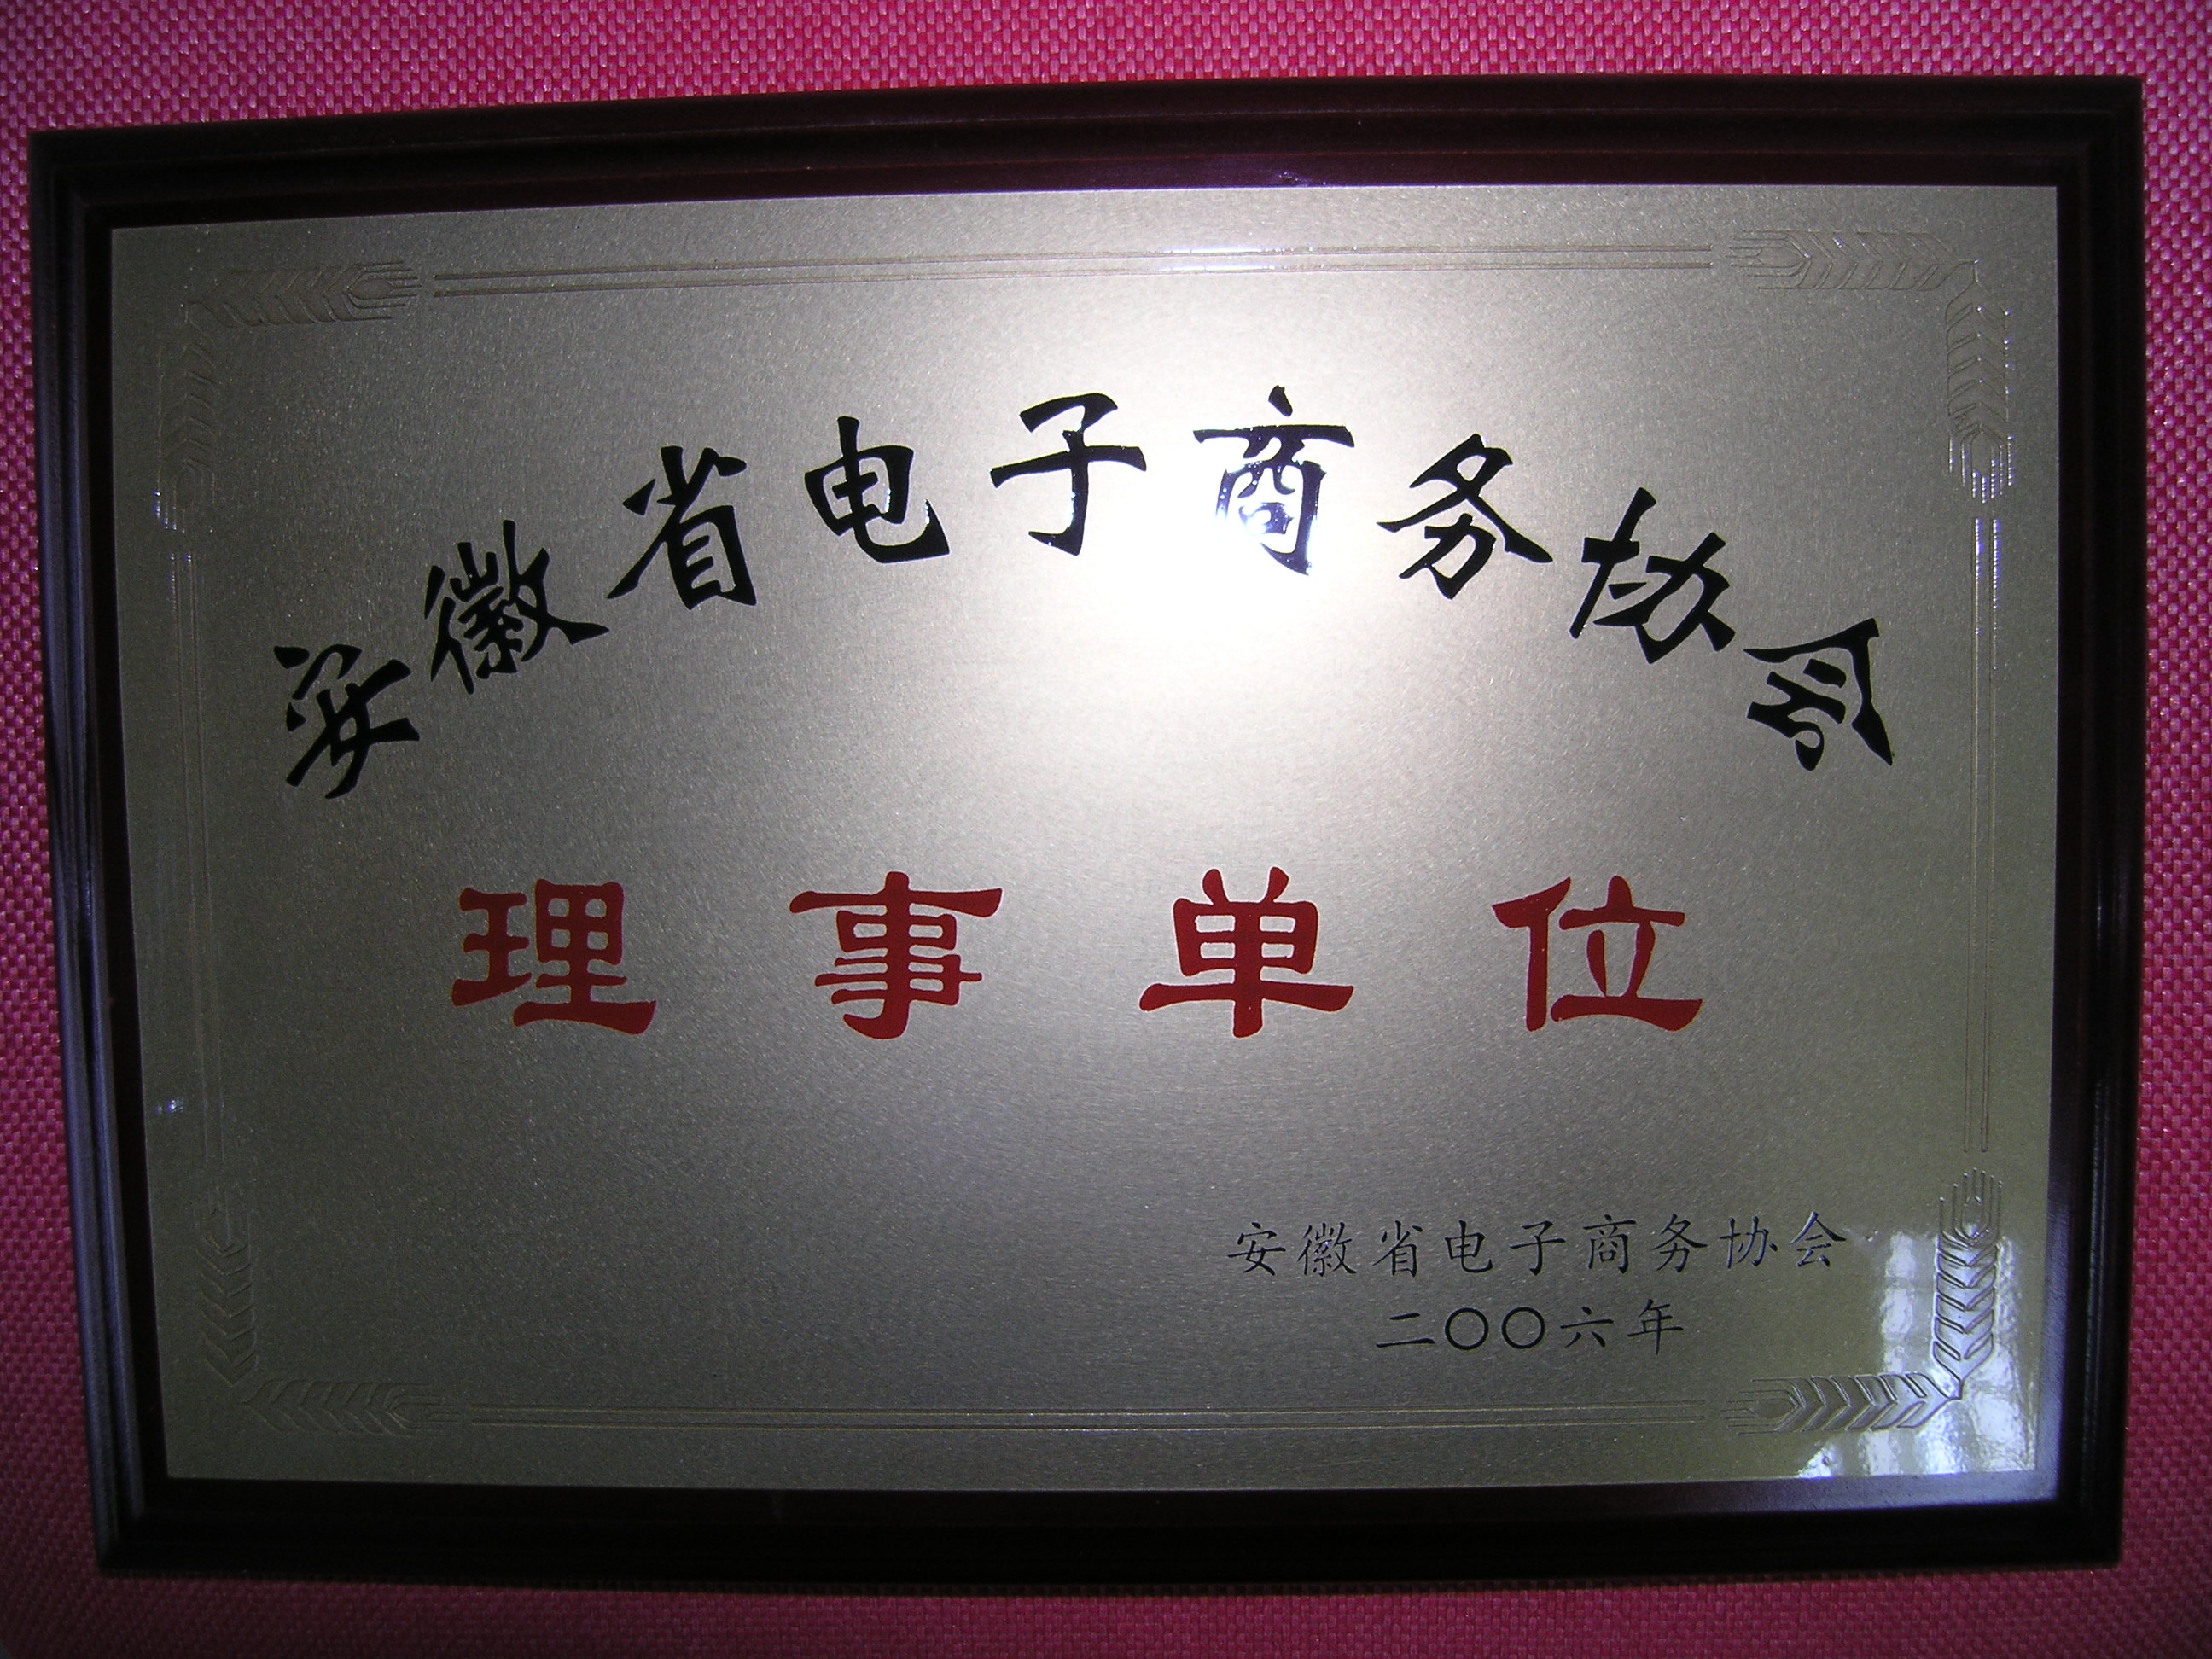 安徽省电子商务协会
理事单位
安徽省电子商务协会
二〇〇六年